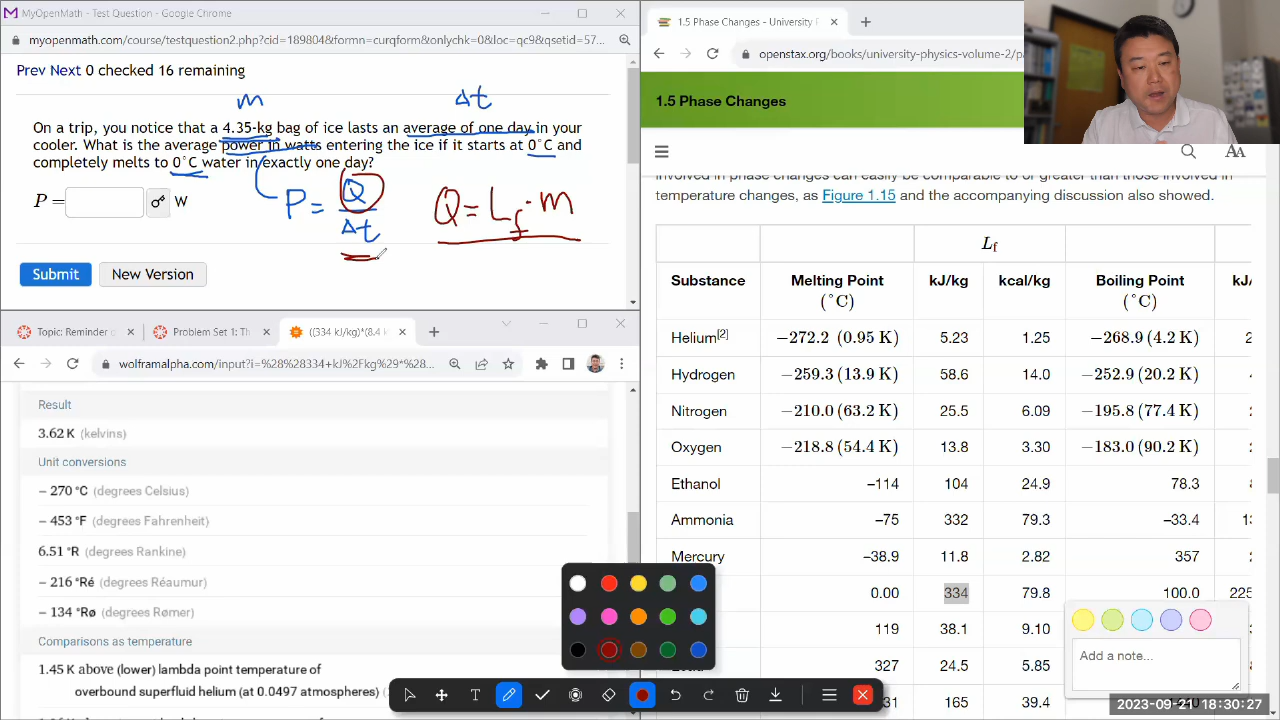 MyOpenMath - Test Question - Google Chrome
myopenmath.com/course/testquestion2.php?cid=189804&formn=curqform&onlychk=0&loc=qc9&qsetid=57...
Prev Next 0 checked 16 remaining
m
Δt
On a trip, you notice that a 4.35-kg bag of ice lasts an average of one day in your
cooler. What is the average power in watts entering the ice if it starts at 0°C and
completely melts to 0°C water in exactly one day?
P = W
P = Q
Δt
Q = Lf · m
Submit New Version
Topic: Reminder o
Problem Set 1: Th
((334 kJ/kg)*(8.4 k
wolframalpha.com/input?i=%28%28334+kJ%2Fkg%29*%28...
Result
3.62 K (kelvins)
Unit conversions
-270 °C (degrees Celsius)
-453 °F (degrees Fahrenheit)
6.51 °R (degrees Rankine)
-216 °Ré (degrees Réaumur)
-134 °Rø (degrees Rømer)
Comparisons as temperature
1.45 K above (lower) lambda point temperature of
overbound superfluid helium (at 0.0497 atmospheres)
1.5 Phase Changes - University P
openstax.org/books/university-physics-volume-2/pa
1.5 Phase Changes
AA
involved in phase changes can easily be comparable to or greater than those involved in
temperature changes, as Figure 1.15 and the accompanying discussion also showed.
Lf
Substance Melting Point (°C) kJ/kg kcal/kg Boiling Point (°C) kJ/
Helium[2] −272.2 (0.95 K) 5.23 1.25 −268.9 (4.2 K) 2
Hydrogen −259.3 (13.9 K) 58.6 14.0 −252.9 (20.2 K) 4
Nitrogen −210.0 (63.2 K) 25.5 6.09 −195.8 (77.4 K) 2
Oxygen −218.8 (54.4 K) 13.8 3.30 −183.0 (90.2 K) 2
Ethanol −114 104 24.9 78.3 8
Ammonia −75 332 79.3 −33.4 13
Mercury −38.9 11.8 2.82 357 2
0.00 334 79.8 100.0 225
119 38.1 9.10
327 24.5 5.85
31 165 39.4
Add a note...
T
2023-09-21 18:30:27